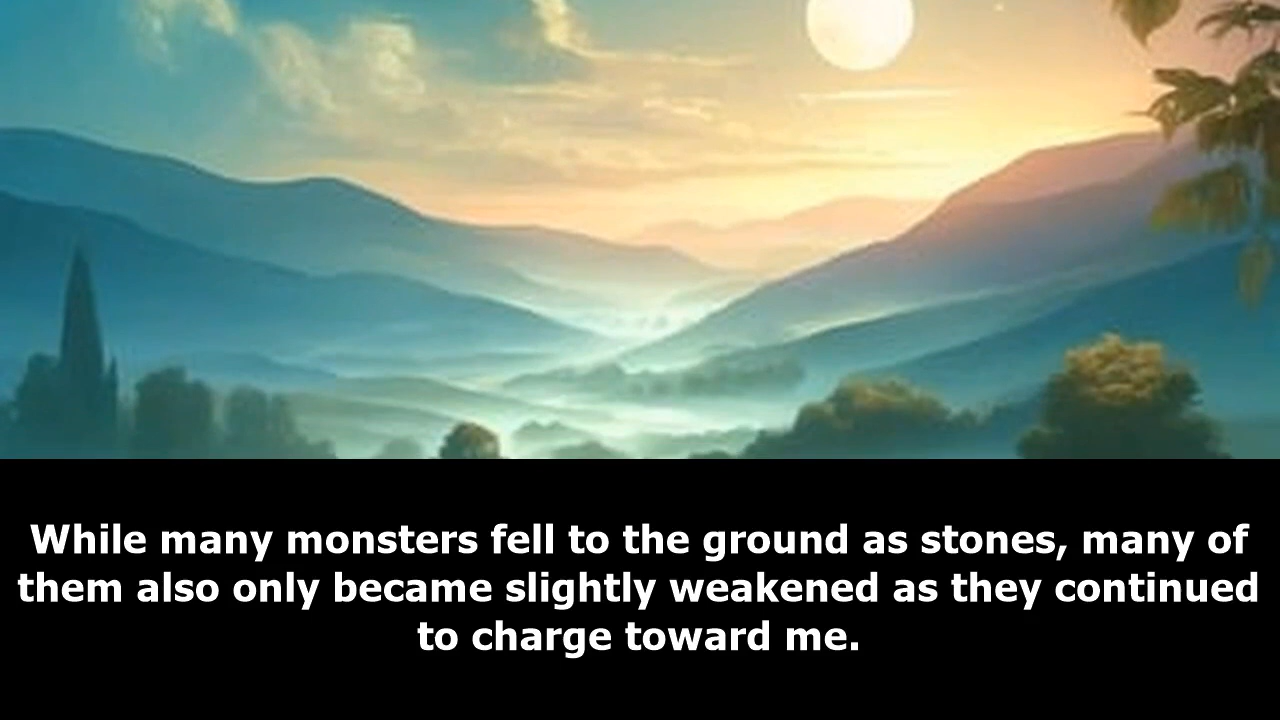 While many monsters fell to the ground as stones, many of
them also only became slightly weakened as they continued
to charge toward me.